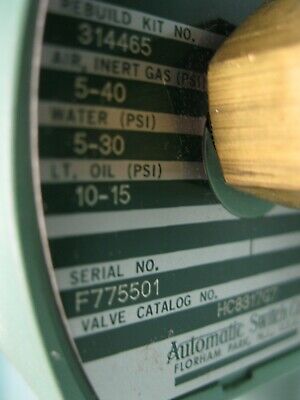 REBUILD KIT NO.
314465
AIR, INERT GAS (PSI)
5-40
WATER (PSI)
5-30
LT. OIL (PSI)
10-15
SERIAL NO.
F775501
VALVE CATALOG NO.
HC8317G7
Automatic Switch
FLORHAM PARK,